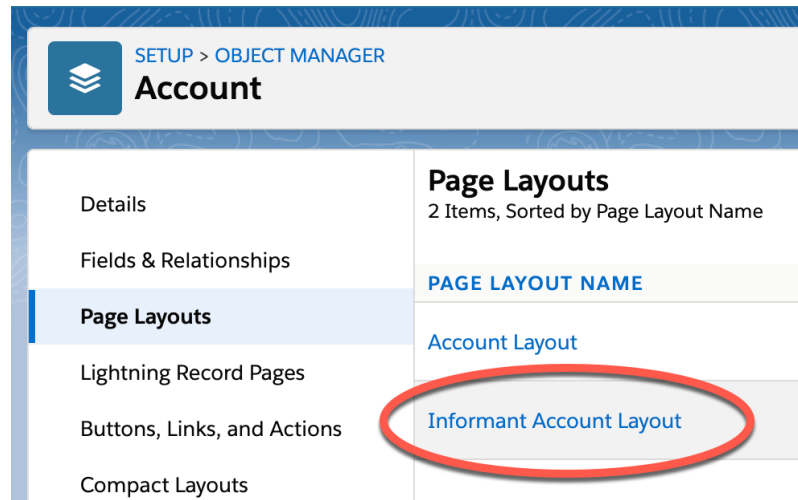 SETUP > OBJECT MANAGER
Account
Details
Fields & Relationships
Page Layouts
Lightning Record Pages
Buttons, Links, and Actions
Compact Layouts
Page Layouts
2 Items, Sorted by Page Layout Name
PAGE LAYOUT NAME
Account Layout
Informant Account Layout